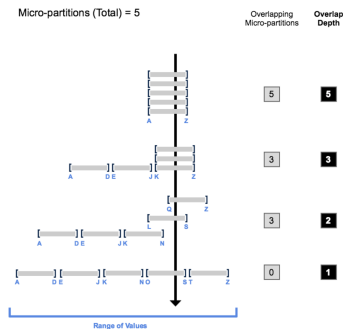 Micro-partitions (Total) = 5
Overlapping Micro-partitions
Overlap Depth
A Z
5 5
A D E J K Z
3 3
Q Z
L S
A D E J K N
3 2
A D E J K N O S T Z
0 1
Range of Values